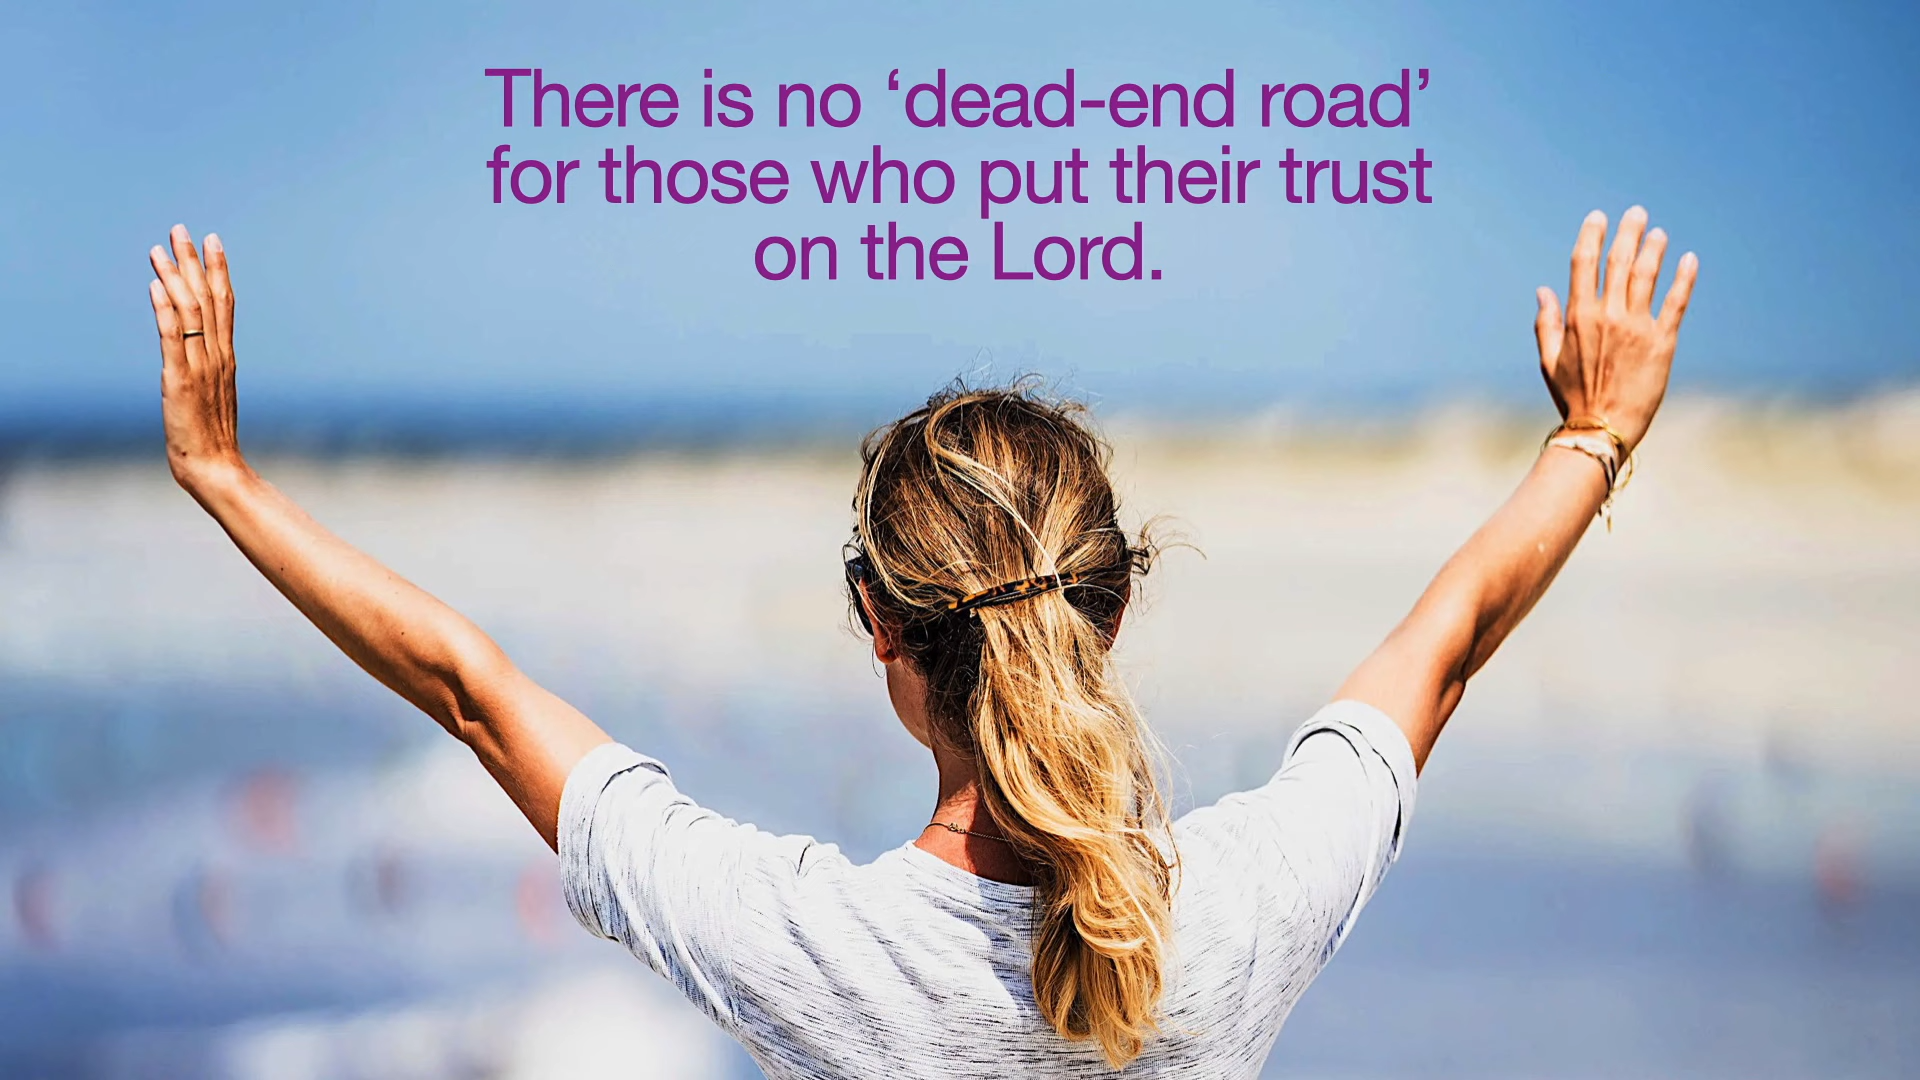 There is no ‘dead-end road’
for those who put their trust
on the Lord.